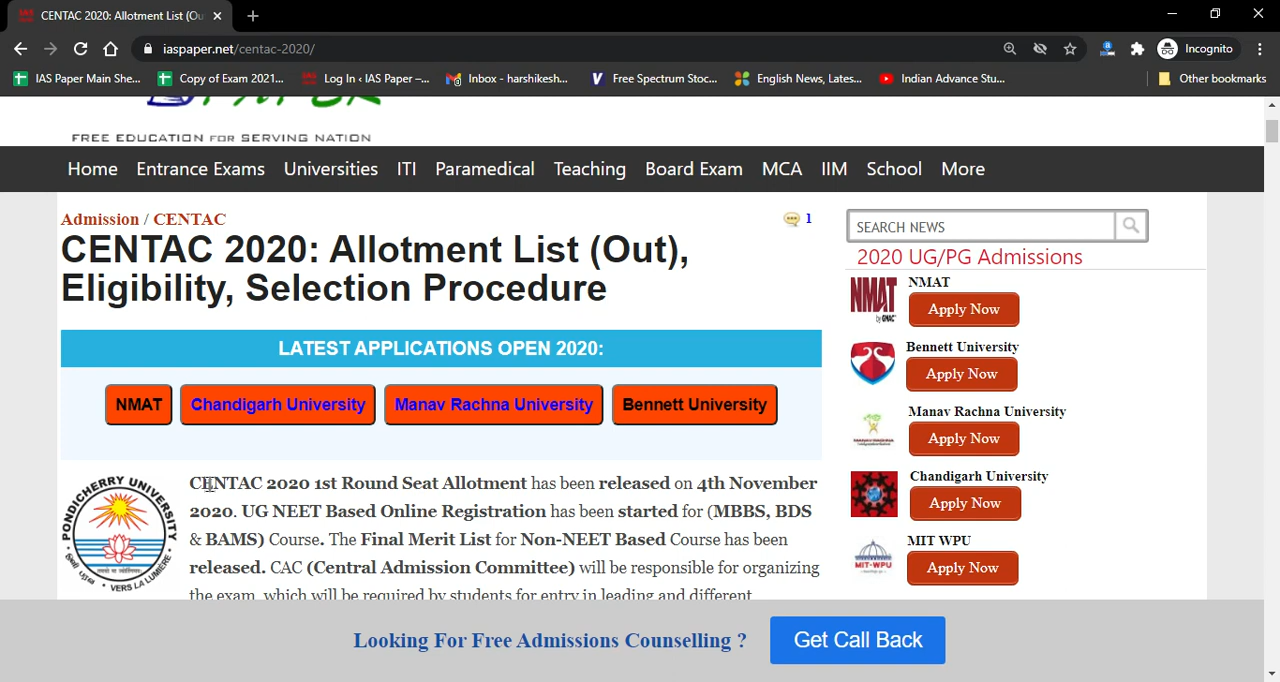 CENTAC 2020: Allotment List (Ou
iaspaper.net/centac-2020/
Incognito
IAS Paper Main She...
Copy of Exam 2021...
Log In ‹ IAS Paper –...
Inbox - harshikesh...
Free Spectrum Stoc...
English News, Lates...
Indian Advance Stu...
Other bookmarks
FREE EDUCATION FOR SERVING NATION
Home Entrance Exams Universities ITI Paramedical Teaching Board Exam MCA IIM School More
Admission / CENTAC
1
CENTAC 2020: Allotment List (Out),
Eligibility, Selection Procedure
LATEST APPLICATIONS OPEN 2020:
NMAT
Chandigarh University
Manav Rachna University
Bennett University
PONDICHERRY UNIVERSITY
VERS LA LUMIERE
CENTAC 2020 1st Round Seat Allotment has been released on 4th November
2020. UG NEET Based Online Registration has been started for (MBBS, BDS
& BAMS) Course. The Final Merit List for Non-NEET Based Course has been
released. CAC (Central Admission Committee) will be responsible for organizing
the exam, which will be required by students for entry in leading and different
SEARCH NEWS
2020 UG/PG Admissions
NMAT
by GMAC
NMAT
Apply Now
Bennett University
Apply Now
Manav Rachna University
Apply Now
Chandigarh University
Apply Now
MIT-WPU
MIT WPU
Apply Now
Looking For Free Admissions Counselling ?
Get Call Back